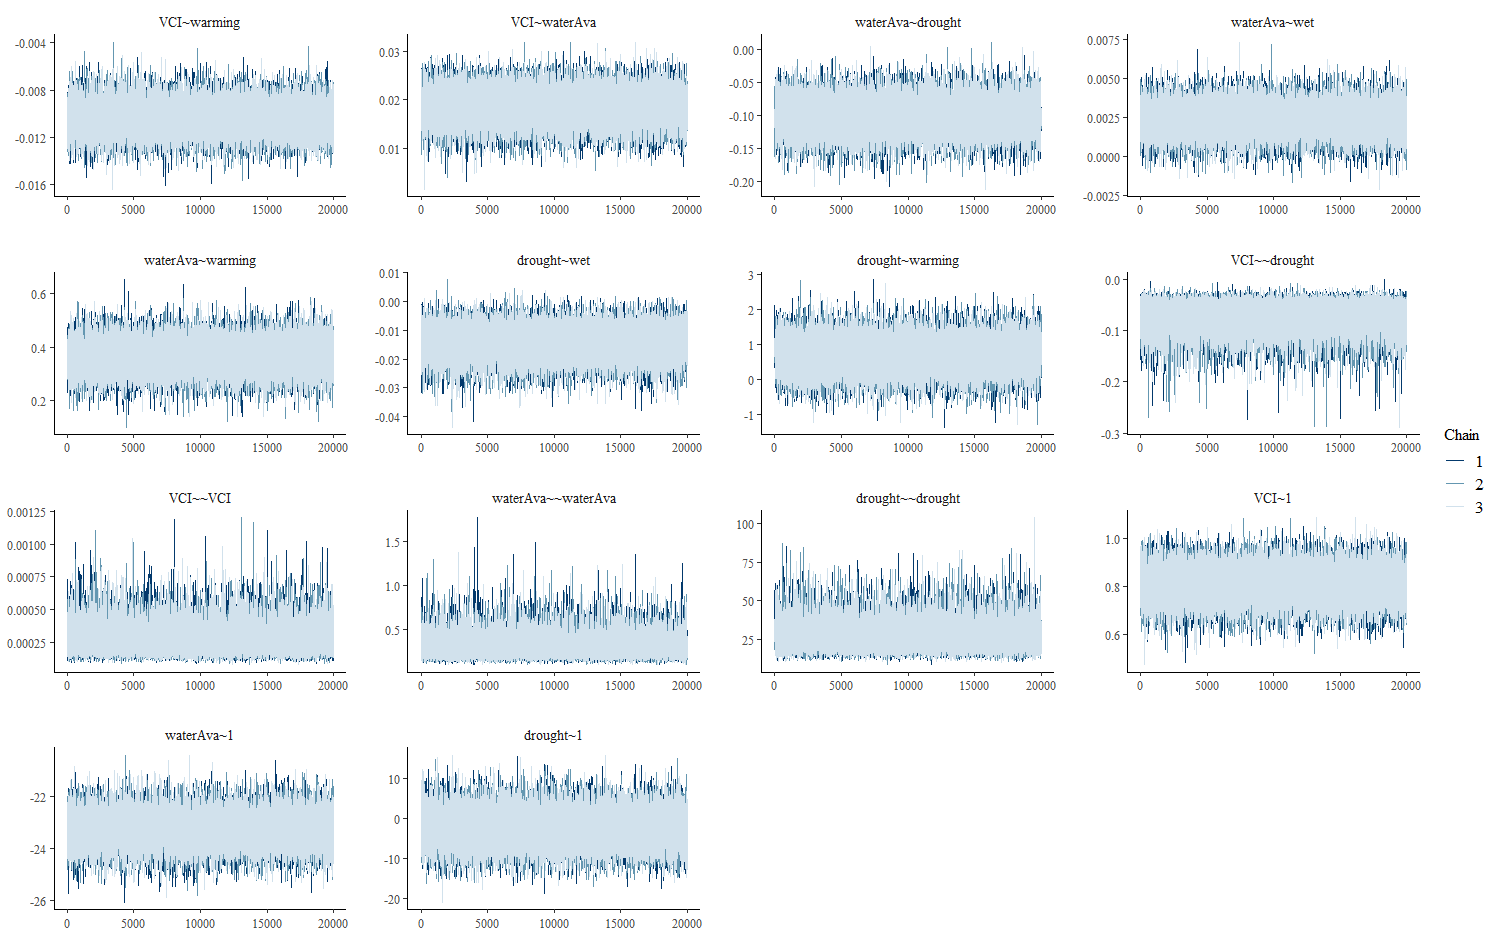 VCI~warming
-0.004
-0.008
-0.012
-0.016
0 5000 10000 15000 20000
VCI~waterAva
0.03
0.02
0.01
0 5000 10000 15000 20000
waterAva~drought
0.00
-0.05
-0.10
-0.15
-0.20
0 5000 10000 15000 20000
waterAva~wet
0.0075
0.0050
0.0025
0.0000
-0.0025
0 5000 10000 15000 20000
waterAva~warming
0.6
0.4
0.2
0 5000 10000 15000 20000
drought~wet
0.01
0.00
-0.01
-0.02
-0.03
-0.04
0 5000 10000 15000 20000
drought~warming
3
2
1
0
-1
0 5000 10000 15000 20000
VCI~~drought
0.0
-0.1
-0.2
-0.3
0 5000 10000 15000 20000
Chain
1
2
3
VCI~~VCI
0.00125
0.00100
0.00075
0.00050
0.00025
0 5000 10000 15000 20000
waterAva~~waterAva
1.5
1.0
0.5
0 5000 10000 15000 20000
drought~~drought
100
75
50
25
0 5000 10000 15000 20000
VCI~1
1.0
0.8
0.6
0 5000 10000 15000 20000
waterAva~1
-22
-24
-26
0 5000 10000 15000 20000
drought~1
10
0
-10
-20
0 5000 10000 15000 20000